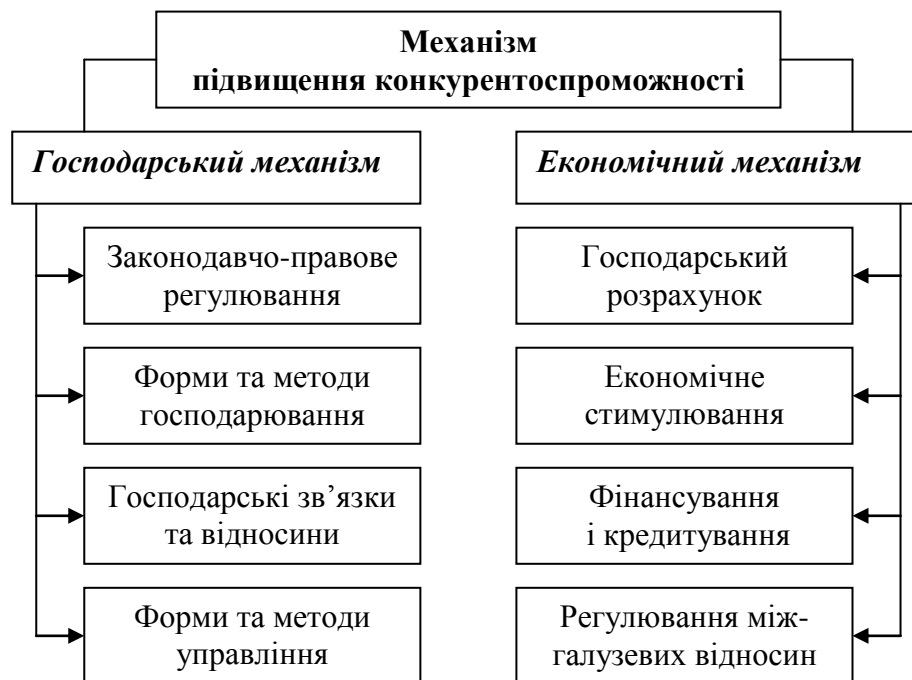 Механізм
підвищення конкурентоспроможності
Господарський механізм
Економічний механізм
Законодавчо-правове
регулювання
Господарський
розрахунок
Форми та методи
господарювання
Економічне
стимулювання
Господарські зв’язки
та відносини
Фінансування
і кредитування
Форми та методи
управління
Регулювання між-
галузевих відносин